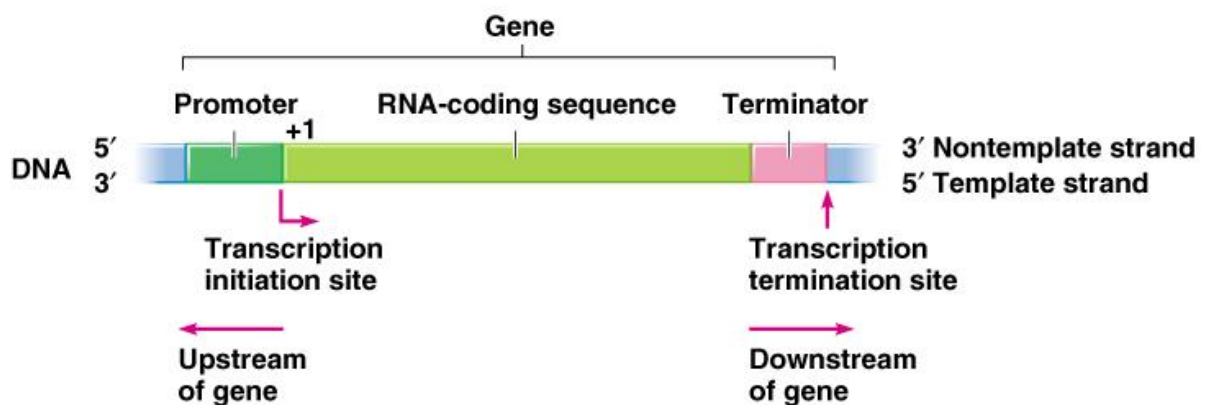 Gene
Promoter RNA-coding sequence Terminator
+1
5′ 3′ Nontemplate strand
DNA
3′ 5′ Template strand
Transcription
initiation site
Transcription
termination site
Upstream
of gene
Downstream
of gene